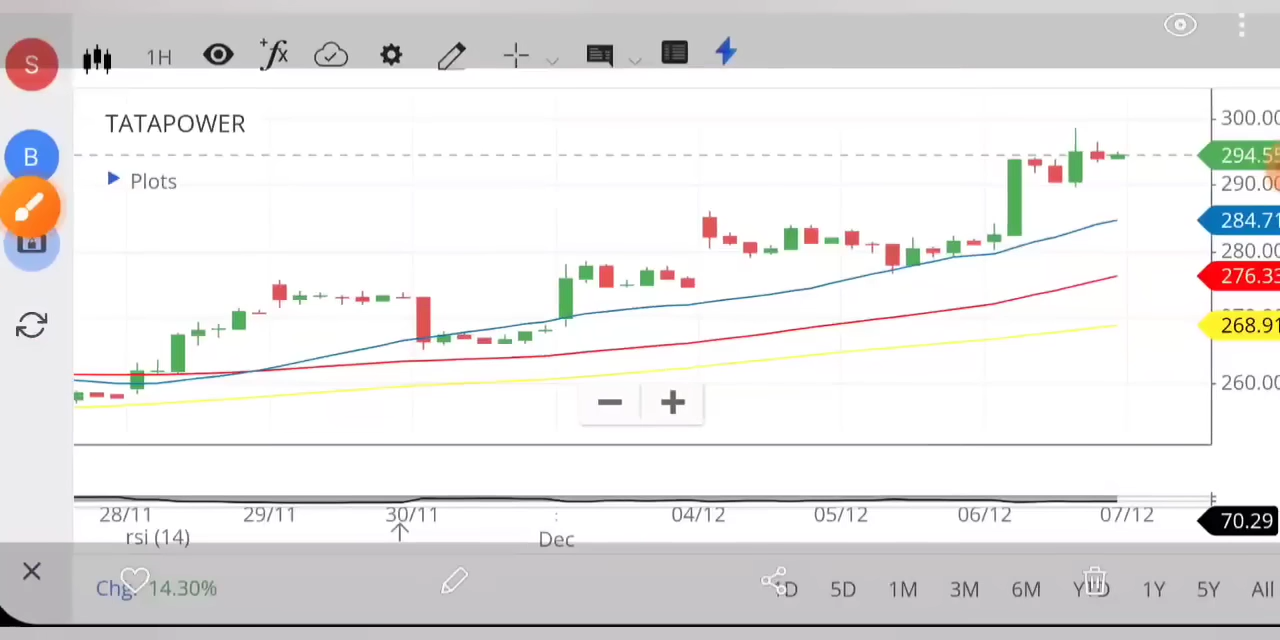 S
1H
+fx
TATAPOWER
300.00
294.55
B
Plots
290.00
284.71
280.00
276.33
268.91
260.00
28/11 29/11 30/11 : 04/12 05/12 06/12 07/12
70.29
rsi (14)
Dec
Chg: 14.30%
5D 1M 3M 6M YTD 1Y 5Y All